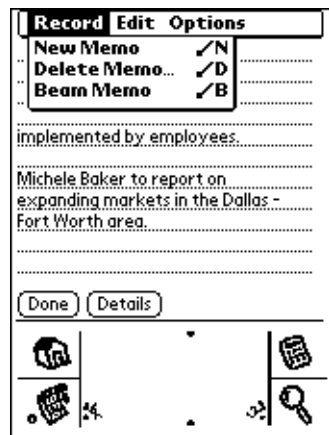 Record Edit Options
New Memo /N
Delete Memo... /D
Beam Memo /B
implemented by employees.
Michele Baker to report on
expanding markets in the Dallas -
Fort Worth area.
Done Details